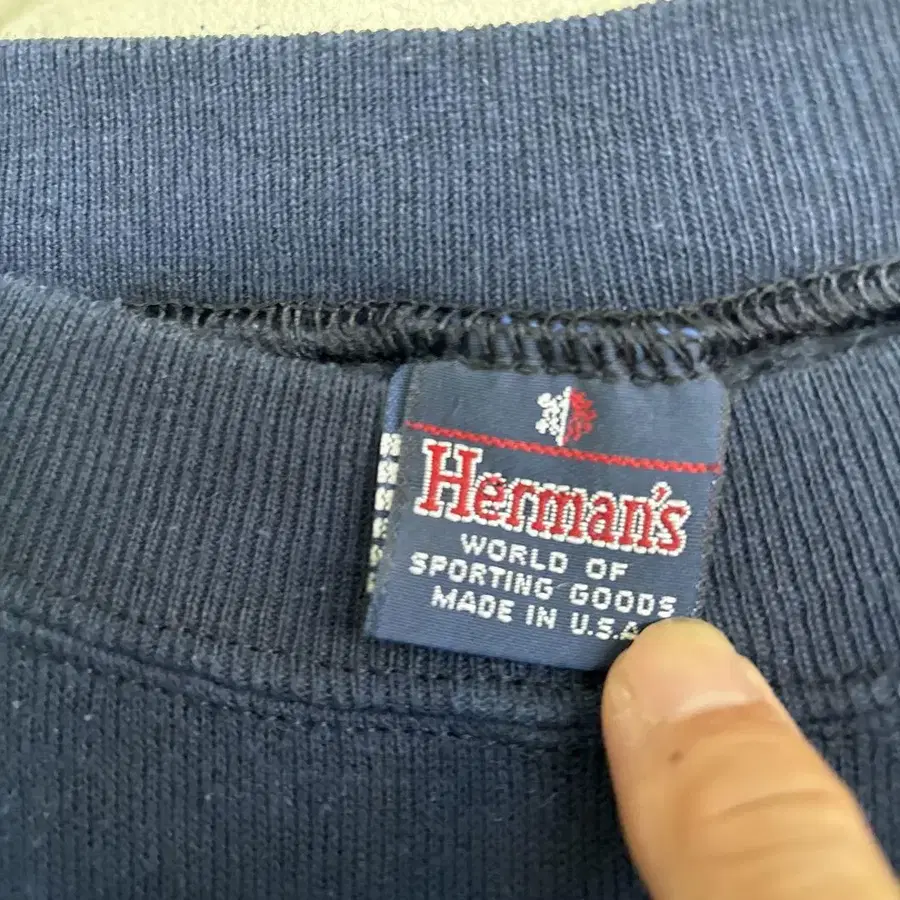 Herman's
WORLD OF
SPORTING GOODS
MADE IN U.S.A